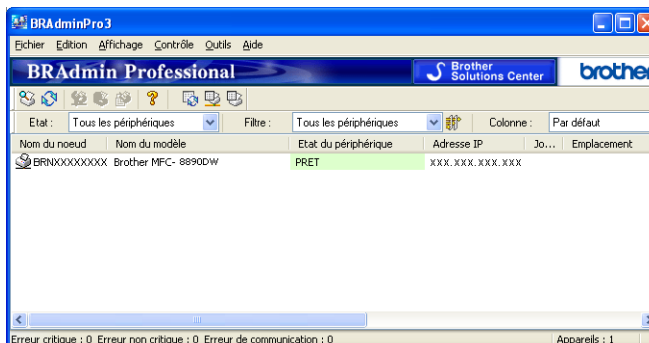 BRAdminPro3
Fichier Edition Affichage Contrôle Outils Aide
BRAdmin Professional Brother Solutions Center brother
Etat : Tous les périphériques Filtre : Tous les périphériques Colonne : Par défaut
Nom du noeud Nom du modèle Etat du périphérique Adresse IP Jo... Emplacement
BRNXXXXXXXX Brother MFC- 8890DW PRET XXX.XXX.XXX.XXX
Erreur critique : 0 Erreur non critique : 0 Erreur de communication : 0 Appareils : 1